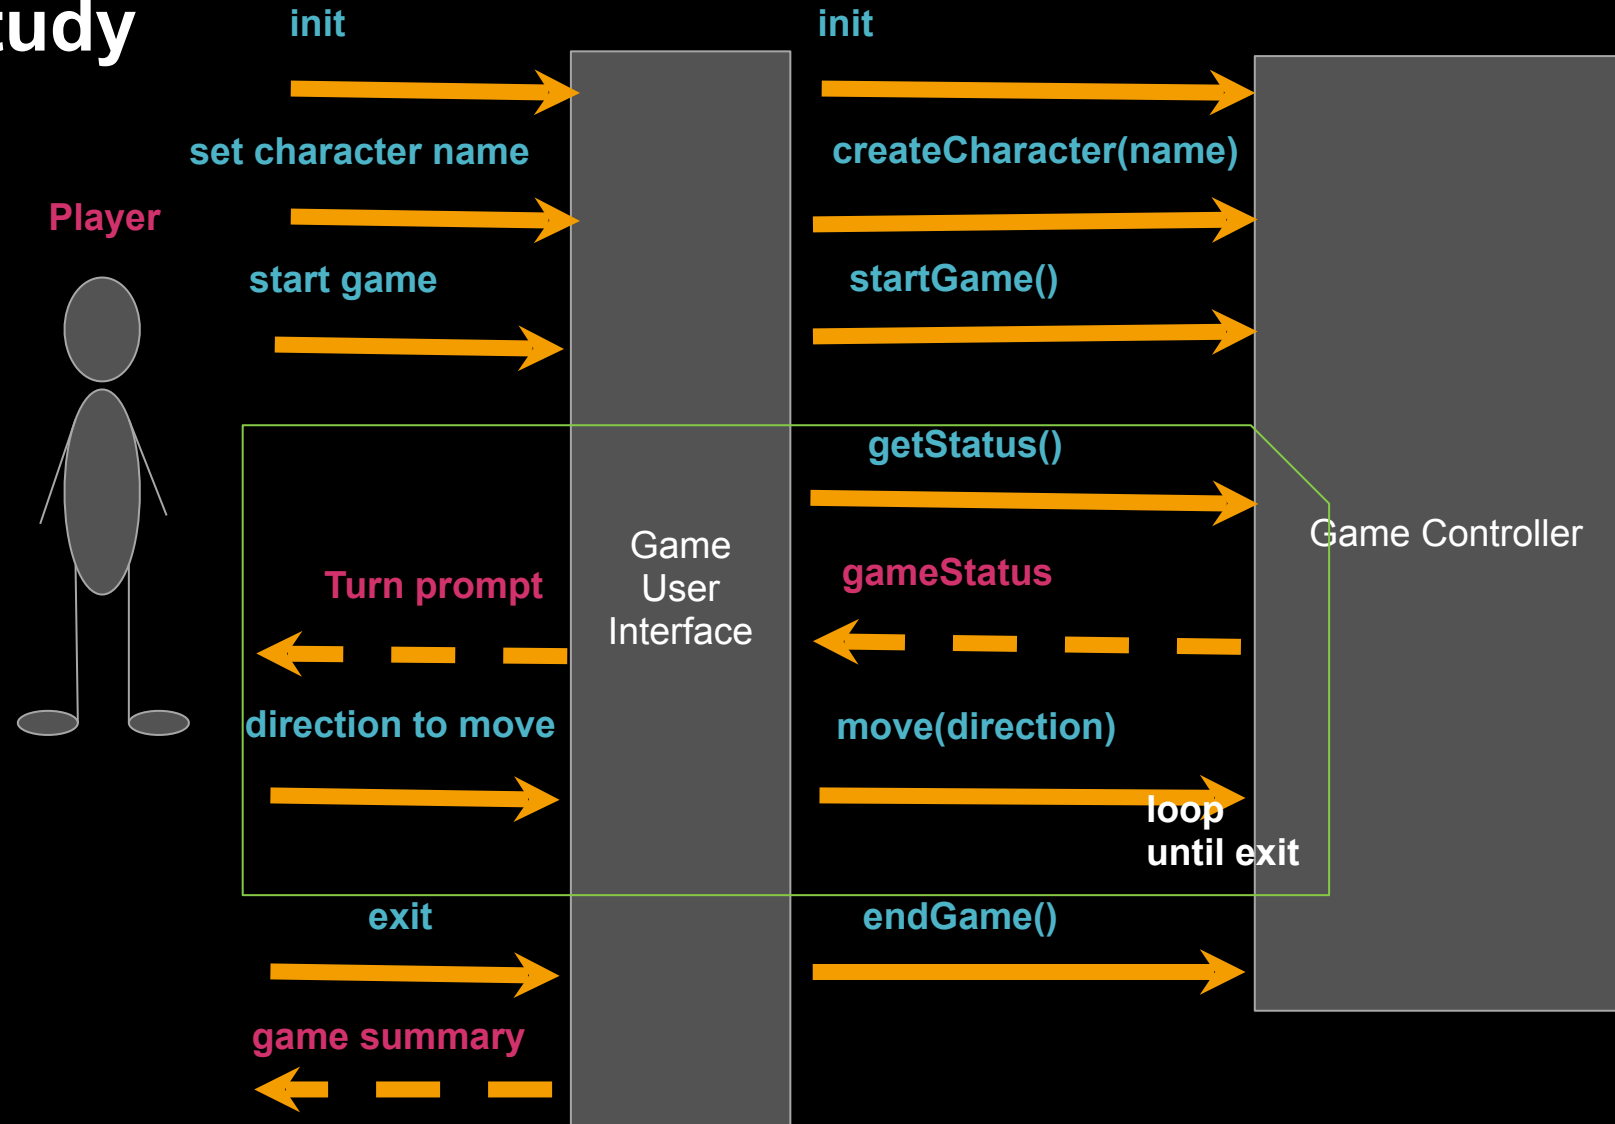 init
init
set character name
createCharacter(name)
Player
start game
startGame()
getStatus()
Game
User
Interface
Game Controller
Turn prompt
gameStatus
direction to move
move(direction)
loop
until exit
exit
endGame()
game summary